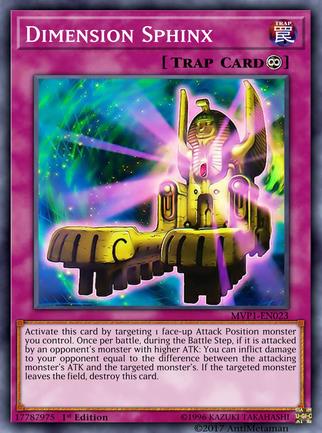 Dimension Sphinx
TRAP
罠
[Trap Card]
MVP1-EN023
Activate this card by targeting 1 face-up Attack Position monster
you control. Once per battle, during the Battle Step, if it is attacked
by an opponent's monster with higher ATK: You can inflict damage
to your opponent equal to the difference between the attacking
monster's ATK and the targeted monster's. If the targeted monster
leaves the field, destroy this card.
17787975 1st Edition ©1996 KAZUKI TAKAHASHI
©2017 AntiMetaman